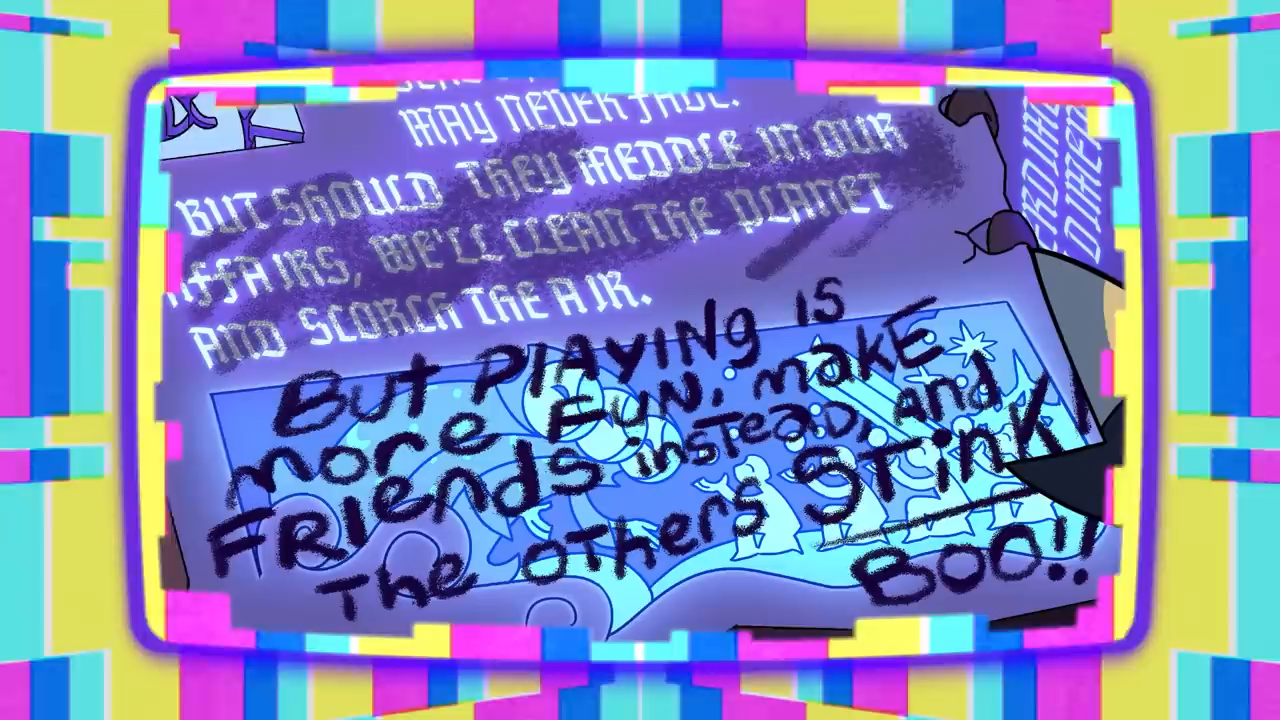 MAY NEVER FADE.
BUT SHOULD THEY MEDDLE IN OUR
AFFAIRS, WE'LL CLEAN THE PLANET
AND SCORCH THE AIR.
But PlAYiNg iS
more FuN, makE
FRiends insteaD, and
The oThers STinK!
BOO!!